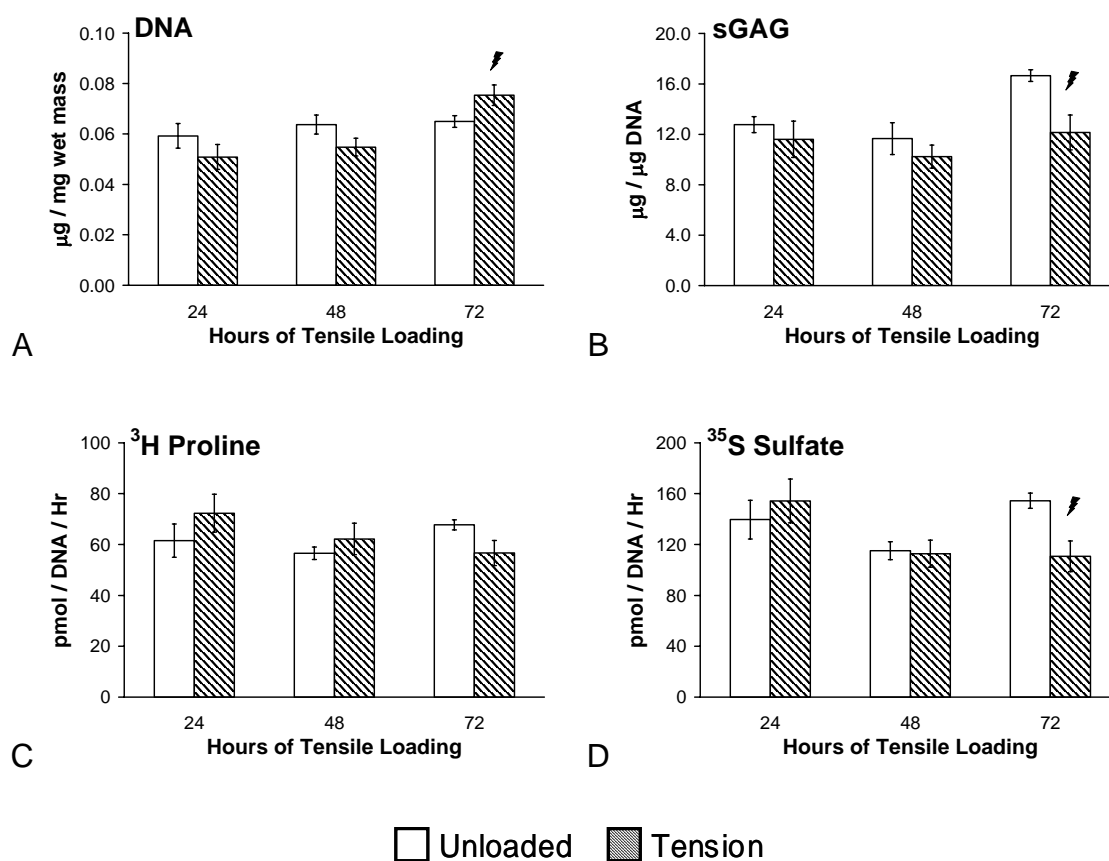 DNA
0.10
0.08
0.06
0.04
0.02
0.00
µg / mg wet mass
24 48 72
Hours of Tensile Loading
A
sGAG
20.0
16.0
12.0
8.0
4.0
0.0
µg / µg DNA
24 48 72
Hours of Tensile Loading
B
³H Proline
100
80
60
40
20
0
pmol / DNA / Hr
24 48 72
Hours of Tensile Loading
C
³⁵S Sulfate
200
160
120
80
40
0
pmol / DNA / Hr
24 48 72
Hours of Tensile Loading
D
Unloaded Tension